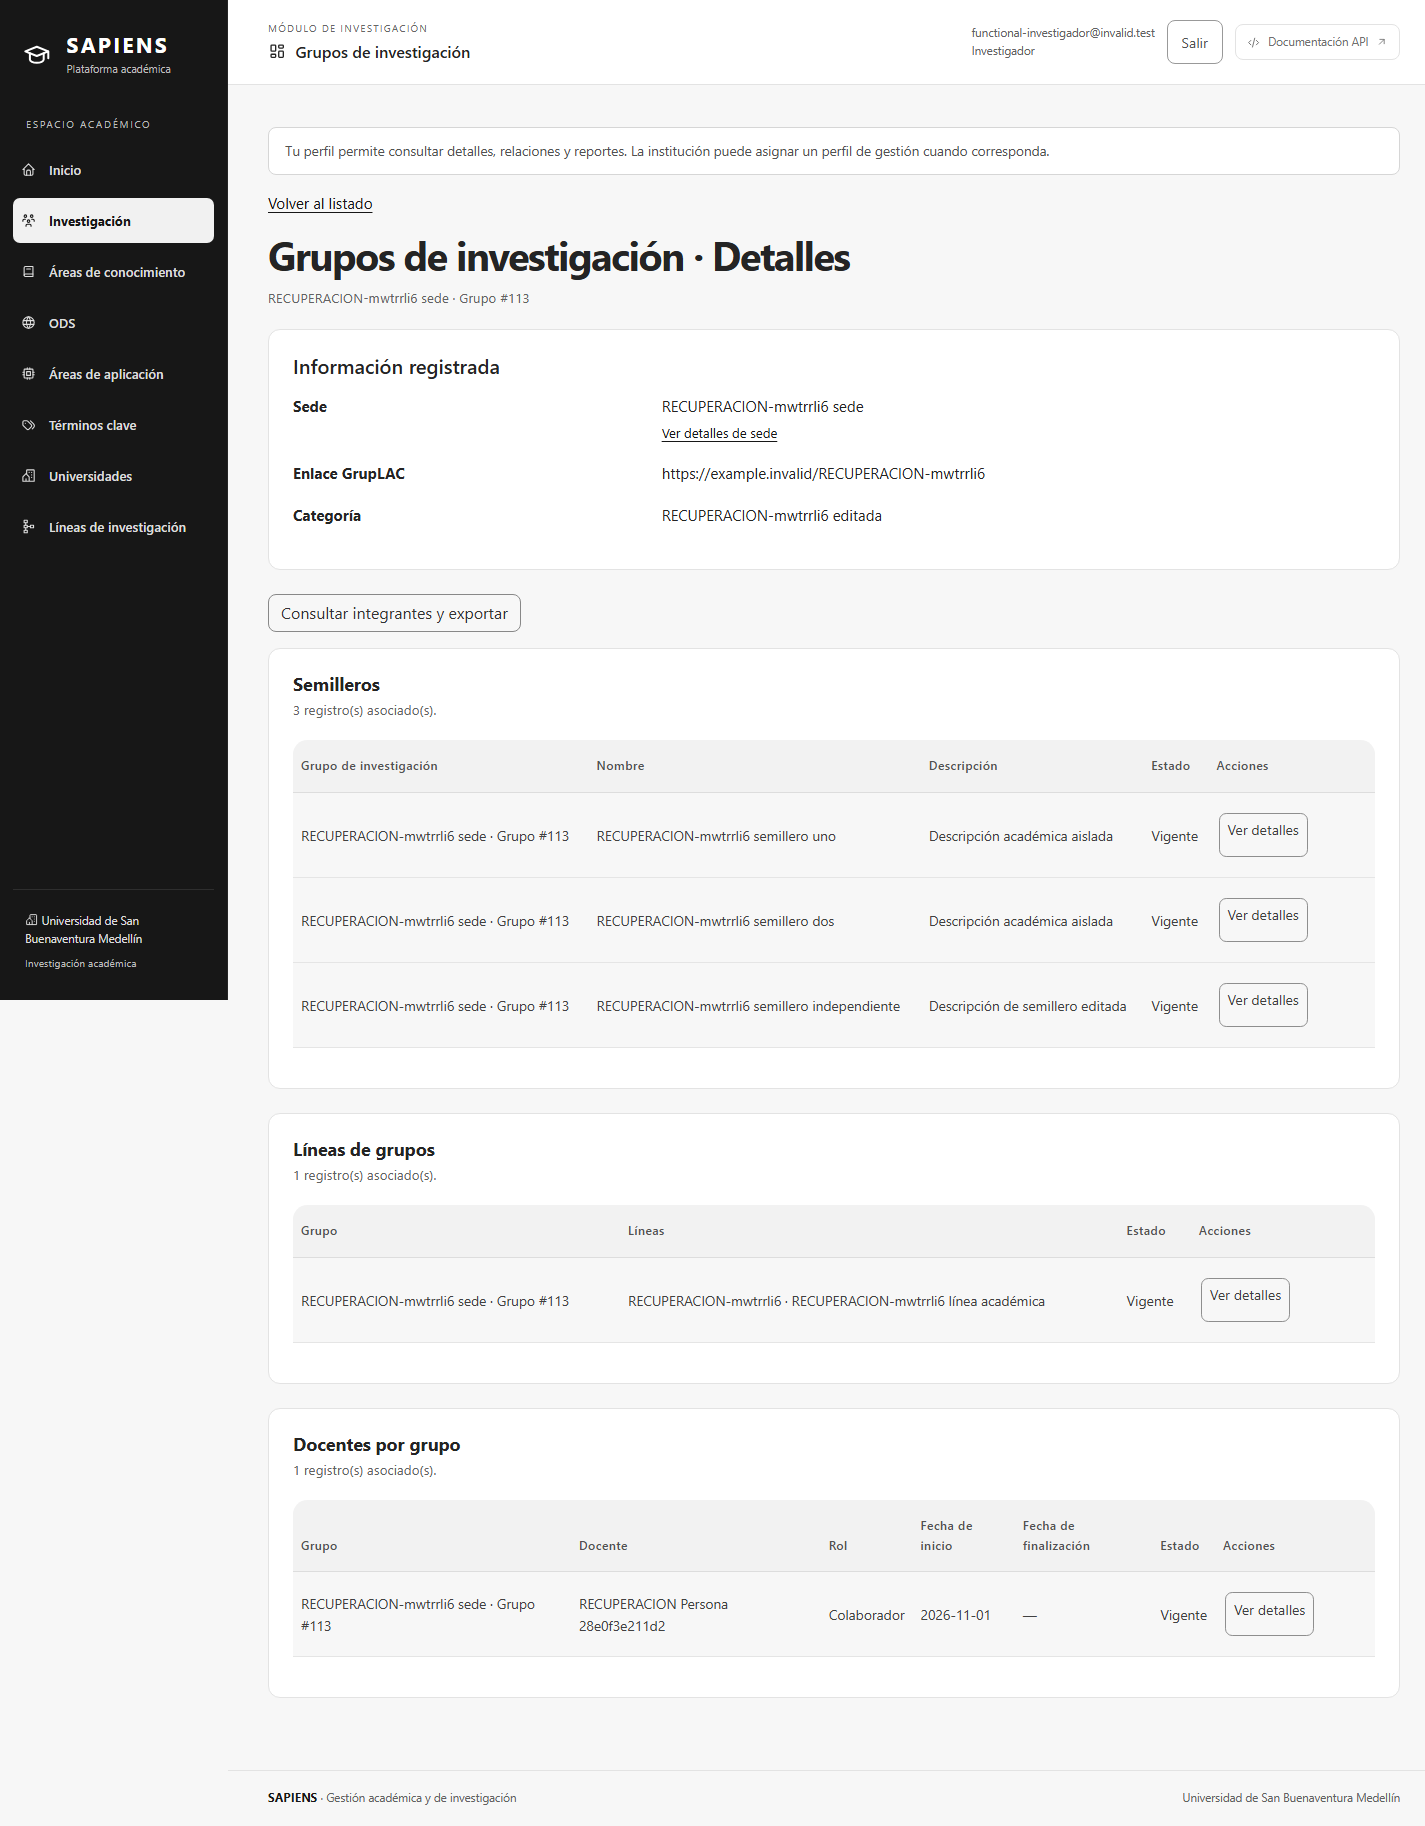 SAPIENS
Plataforma académica
ESPACIO ACADÉMICO
Inicio
Investigación
Áreas de conocimiento
ODS
Áreas de aplicación
Términos clave
Universidades
Líneas de investigación
Universidad de San
Buenaventura Medellín
Investigación académica
MÓDULO DE INVESTIGACIÓN
Grupos de investigación
functional-investigador@invalid.test
Investigador
Salir
Documentación API
Tu perfil permite consultar detalles, relaciones y reportes. La institución puede asignar un perfil de gestión cuando corresponda.
Volver al listado
Grupos de investigación · Detalles
RECUPERACION-mwtrrli6 sede · Grupo #113
Información registrada
Sede RECUPERACION-mwtrrli6 sede
Ver detalles de sede
Enlace GrupLAC https://example.invalid/RECUPERACION-mwtrrli6
Categoría RECUPERACION-mwtrrli6 editada
Consultar integrantes y exportar
Semilleros
3 registro(s) asociado(s).
Grupo de investigación Nombre Descripción Estado Acciones
RECUPERACION-mwtrrli6 sede · Grupo #113 RECUPERACION-mwtrrli6 semillero uno Descripción académica aislada Vigente Ver detalles
RECUPERACION-mwtrrli6 sede · Grupo #113 RECUPERACION-mwtrrli6 semillero dos Descripción académica aislada Vigente Ver detalles
RECUPERACION-mwtrrli6 sede · Grupo #113 RECUPERACION-mwtrrli6 semillero independiente Descripción de semillero editada Vigente Ver detalles
Líneas de grupos
1 registro(s) asociado(s).
Grupo Líneas Estado Acciones
RECUPERACION-mwtrrli6 sede · Grupo #113 RECUPERACION-mwtrrli6 · RECUPERACION-mwtrrli6 línea académica Vigente Ver detalles
Docentes por grupo
1 registro(s) asociado(s).
Grupo Docente Rol Fecha de inicio Fecha de finalización Estado Acciones
RECUPERACION-mwtrrli6 sede · Grupo #113 RECUPERACION Persona 28e0f3e211d2 Colaborador 2026-11-01 — Vigente Ver detalles
SAPIENS · Gestión académica y de investigación
Universidad de San Buenaventura Medellín